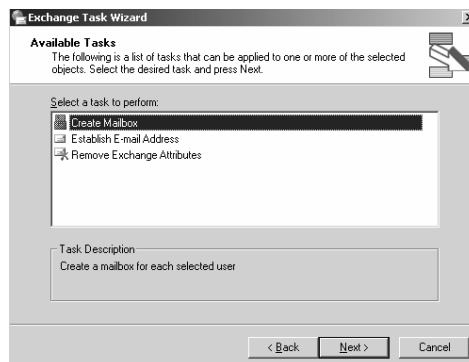 Exchange Task Wizard
Available Tasks
The following is a list of tasks that can be applied to one or more of the selected
objects. Select the desired task and press Next.
Select a task to perform:
Create Mailbox
Establish E-mail Address
Remove Exchange Attributes
Task Description
Create a mailbox for each selected user
< Back Next > Cancel